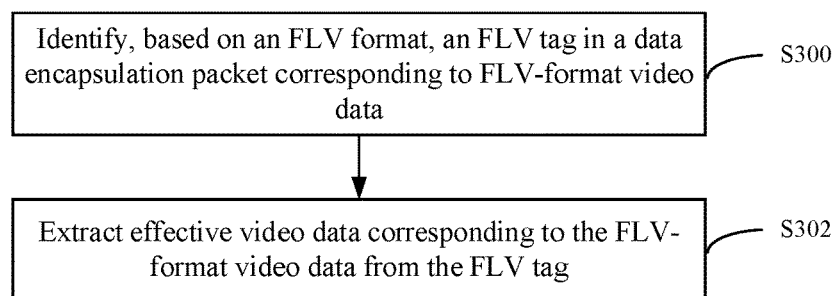 Identify, based on an FLV format, an FLV tag in a data
encapsulation packet corresponding to FLV-format video
data
S300
Extract effective video data corresponding to the FLV-
format video data from the FLV tag
S302